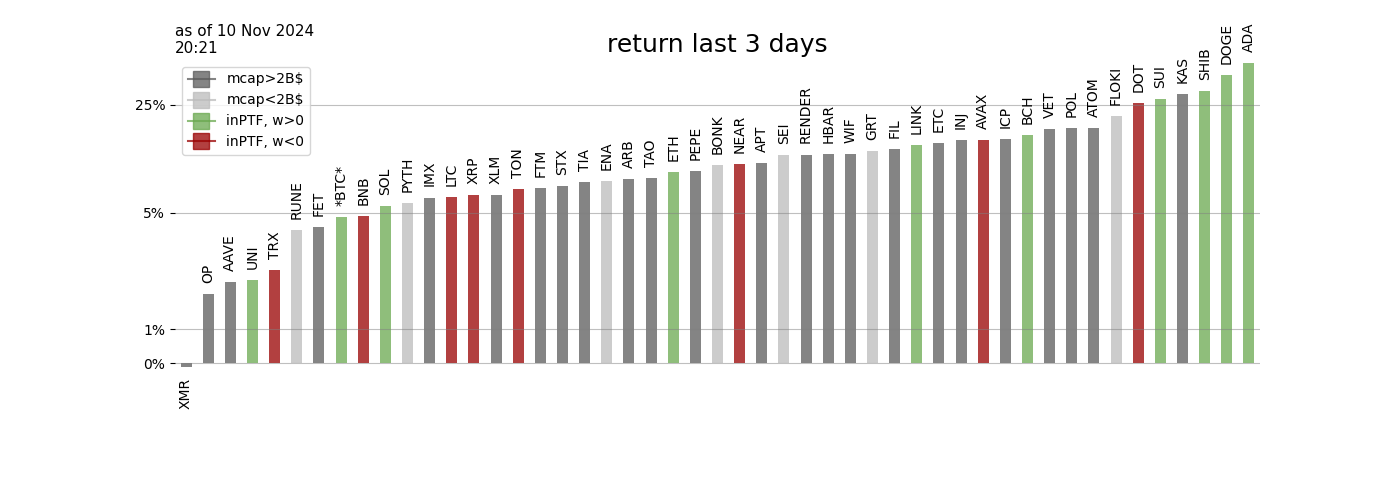 as of 10 Nov 2024
20:21
return last 3 days
mcap>2B$
mcap<2B$
inPTF, w>0
inPTF, w<0
25%
5%
1%
0%
XMR
OP
AAVE
UNI
TRX
RUNE
FET
*BTC*
BNB
SOL
PYTH
IMX
LTC
XRP
XLM
TON
FTM
STX
TIA
ENA
ARB
TAO
ETH
PEPE
BONK
NEAR
APT
SEI
RENDER
HBAR
WIF
GRT
FIL
LINK
ETC
INJ
AVAX
ICP
BCH
VET
POL
ATOM
FLOKI
DOT
SUI
KAS
SHIB
DOGE
ADA